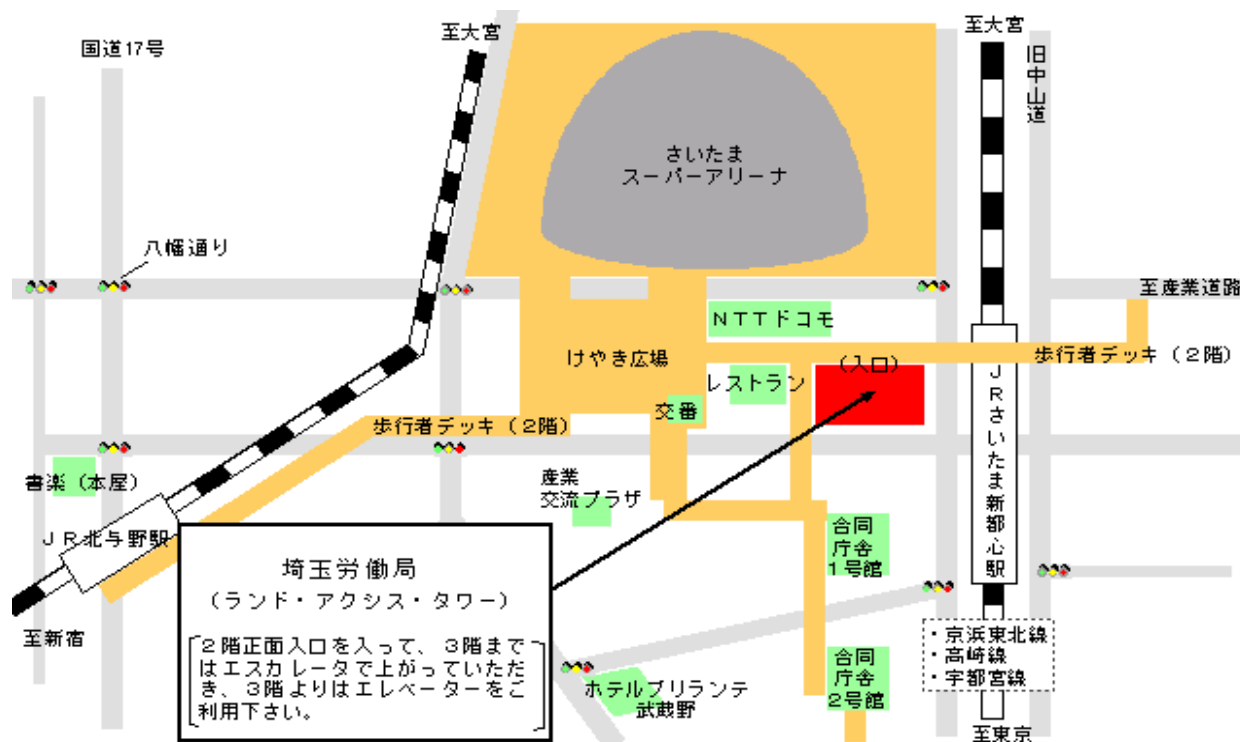 国道17号
至大宮
至大宮
旧中山道
さいたま
スーパーアリーナ
八幡通り
至産業道路
NTTドコモ
けやき広場
歩行者デッキ(2階)
(入口)
レストラン
交番
歩行者デッキ(2階)
JRさいたま新都心駅
書楽(本屋)
産業
交流プラザ
合同
庁舎
1号館
JR北与野駅
埼玉労働局
(ランド・アクシス・タワー)
2階正面入口を入って、3階まで
はエスカレータで上がっていただ
き、3階よりはエレベーターをご
利用下さい。
至新宿
・京浜東北線
・高崎線
・宇都宮線
合同
庁舎
2号館
ホテルブリランテ
武蔵野
至東京